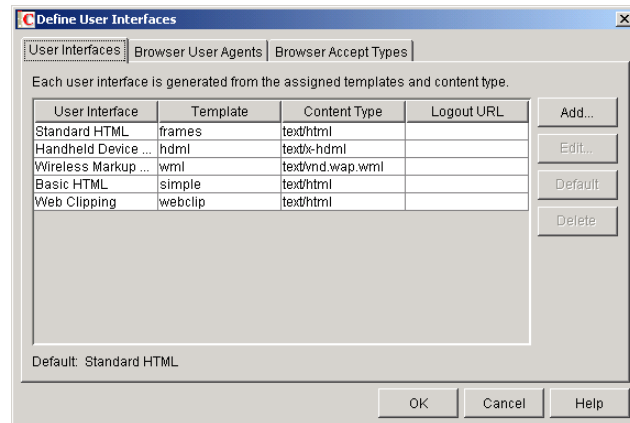 Define User Interfaces
User Interfaces Browser User Agents Browser Accept Types
Each user interface is generated from the assigned templates and content type.
User Interface Template Content Type Logout URL
Standard HTML frames text/html
Handheld Device ... hdml text/x-hdml
Wireless Markup ... wml text/vnd.wap.wml
Basic HTML simple text/html
Web Clipping webclip text/html
Add...
Edit...
Default
Delete
Default: Standard HTML
OK Cancel Help